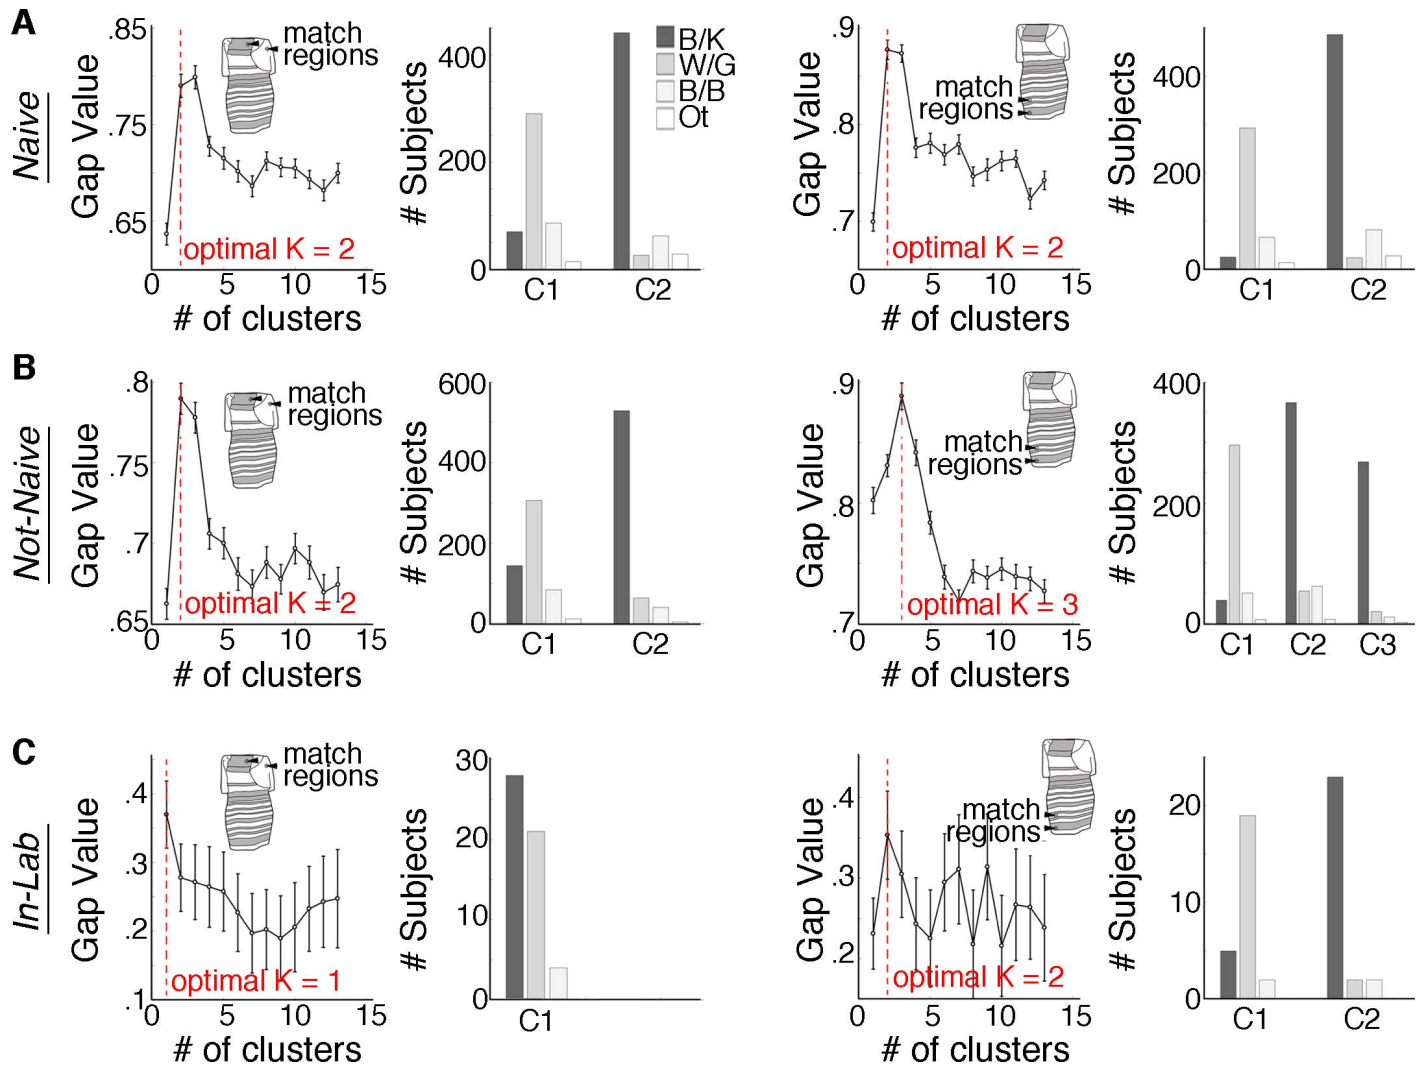 A
Naive
.85
.75
.65
Gap Value
match
regions
optimal K = 2
0
5
10
15
# of clusters
400
200
0
# Subjects
B/K
W/G
B/B
Ot
C1
C2
.9
.8
.7
Gap Value
match
regions
optimal K = 2
0
5
10
15
# of clusters
400
200
0
# Subjects
C1
C2
B
Not-Naive
.8
.75
.7
.65
Gap Value
match
regions
optimal K = 2
0
5
10
15
# of clusters
600
400
200
0
# Subjects
C1
C2
.9
.8
.7
Gap Value
match
regions
optimal K = 3
0
5
10
15
# of clusters
400
200
0
# Subjects
C1
C2
C3
C
In-Lab
.4
.3
.2
.1
Gap Value
match
regions
optimal K = 1
0
5
10
15
# of clusters
30
20
10
0
# Subjects
C1
.4
.3
.2
Gap Value
match
regions
optimal K = 2
0
5
10
15
# of clusters
20
10
0
# Subjects
C1
C2